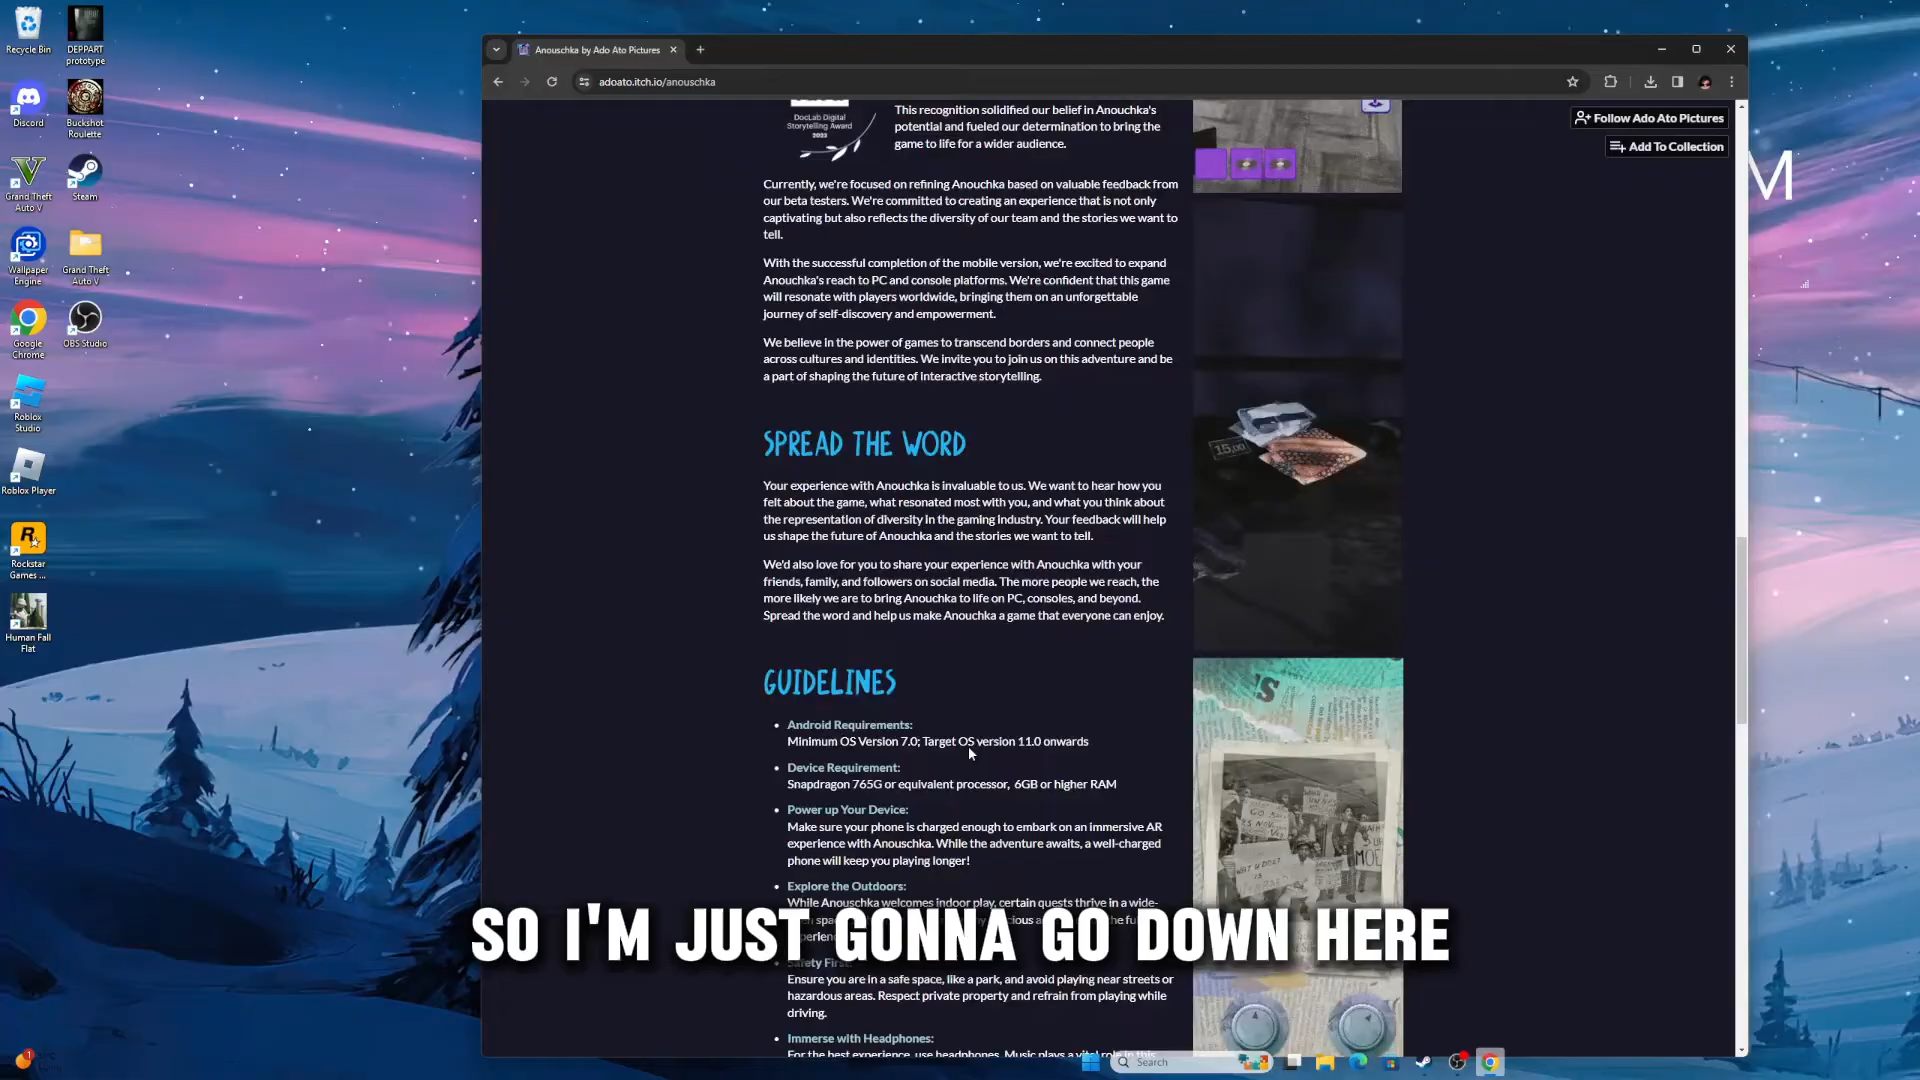 Recycle Bin
DEPPART
prototype
Discord
Buckshot
Roulette
Grand Theft
Auto V
Steam
Wallpaper
Engine
Grand Theft
Auto V
Google
Chrome
OBS Studio
Roblox
Studio
Roblox Player
Rockstar
Games ...
Human Fall
Flat
Anouschka by Ado Ato Pictures
adoato.itch.io/anouschka
Follow Ado Ato Pictures
Add To Collection
M
DocLab Digital
Storytelling Award
2023
This recognition solidified our belief in Anouchka's
potential and fueled our determination to bring the
game to life for a wider audience.
Currently, we're focused on refining Anouchka based on valuable feedback from
our beta testers. We're committed to creating an experience that is not only
captivating but also reflects the diversity of our team and the stories we want to
tell.
With the successful completion of the mobile version, we're excited to expand
Anouchka's reach to PC and console platforms. We're confident that this game
will resonate with players worldwide, bringing them on an unforgettable
journey of self-discovery and empowerment.
We believe in the power of games to transcend borders and connect people
across cultures and identities. We invite you to join us on this adventure and be
a part of shaping the future of interactive storytelling.
15,00
SPREAD THE WORD
Your experience with Anouchka is invaluable to us. We want to hear how you
felt about the game, what resonated most with you, and what you think about
the representation of diversity in the gaming industry. Your feedback will help
us shape the future of Anouchka and the stories we want to tell.
We'd also love for you to share your experience with Anouchka with your
friends, family, and followers on social media. The more people we reach, the
more likely we are to bring Anouchka to life on PC, consoles, and beyond.
Spread the word and help us make Anouchka a game that everyone can enjoy.
GUIDELINES
Android Requirements:
Minimum OS Version 7.0; Target OS version 11.0 onwards
Device Requirement:
Snapdragon 765G or equivalent processor, 6GB or higher RAM
Power up Your Device:
Make sure your phone is charged enough to embark on an immersive AR
experience with Anouschka. While the adventure awaits, a well-charged
phone will keep you playing longer!
Explore the Outdoors:
While Anouschka welcomes indoor play, certain quests thrive in a wide-
SO I'M JUST GONNA GO DOWN HERE
Safety First:
Ensure you are in a safe space, like a park, and avoid playing near streets or
hazardous areas. Respect private property and refrain from playing while
driving.
Immerse with Headphones:
For the best experience, use headphones. Music plays a vital role in this
Search